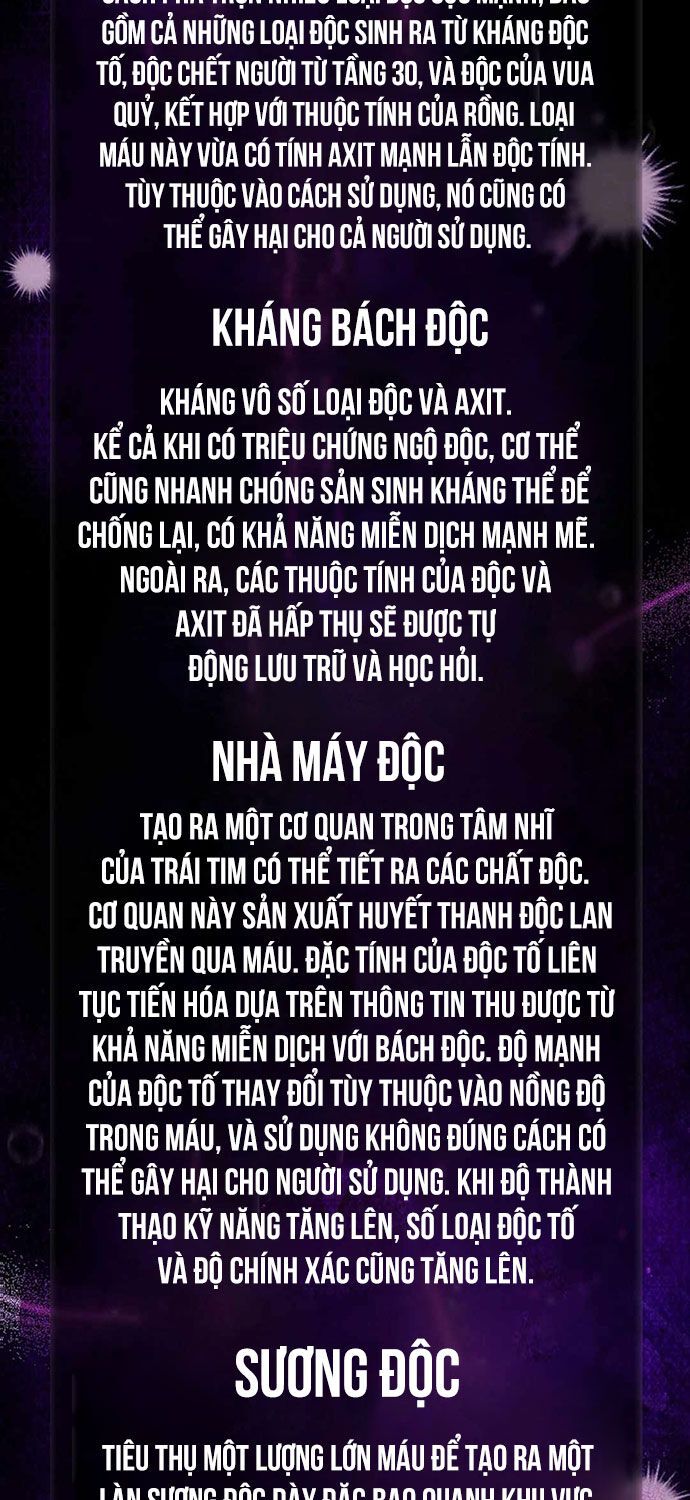 GỒM CẢ NHỮNG LOẠI ĐỘC SINH RA TỪ KHÁNG ĐỘC
TỐ, ĐỘC CHẾT NGƯỜI TỪ TẦNG 30, VÀ ĐỘC CỦA VUA
QUỶ, KẾT HỢP VỚI THUỘC TÍNH CỦA RỒNG. LOẠI
MÁU NÀY VỪA CÓ TÍNH AXIT MẠNH LẪN ĐỘC TÍNH.
TÙY THUỘC VÀO CÁCH SỬ DỤNG, NÓ CŨNG CÓ
THỂ GÂY HẠI CHO CẢ NGƯỜI SỬ DỤNG.
KHÁNG BÁCH ĐỘC
KHÁNG VÔ SỐ LOẠI ĐỘC VÀ AXIT.
KỂ CẢ KHI CÓ TRIỆU CHỨNG NGỘ ĐỘC, CƠ THỂ
CŨNG NHANH CHÓNG SẢN SINH KHÁNG THỂ ĐỂ
CHỐNG LẠI, CÓ KHẢ NĂNG MIỄN DỊCH MẠNH MẼ.
NGOÀI RA, CÁC THUỘC TÍNH CỦA ĐỘC VÀ
AXIT ĐÃ HẤP THỤ SẼ ĐƯỢC TỰ
ĐỘNG LƯU TRỮ VÀ HỌC HỎI.
NHÀ MÁY ĐỘC
TẠO RA MỘT CƠ QUAN TRONG TÂM NHĨ
CỦA TRÁI TIM CÓ THỂ TIẾT RA CÁC CHẤT ĐỘC.
CƠ QUAN NÀY SẢN XUẤT HUYẾT THANH ĐỘC LAN
TRUYỀN QUA MÁU. ĐẶC TÍNH CỦA ĐỘC TỐ LIÊN
TỤC TIẾN HÓA DỰA TRÊN THÔNG TIN THU ĐƯỢC TỪ
KHẢ NĂNG MIỄN DỊCH VỚI BÁCH ĐỘC. ĐỘ MẠNH
CỦA ĐỘC TỐ THAY ĐỔI TÙY THUỘC VÀO NỒNG ĐỘ
TRONG MÁU, VÀ SỬ DỤNG KHÔNG ĐÚNG CÁCH CÓ
THỂ GÂY HẠI CHO NGƯỜI SỬ DỤNG. KHI ĐỘ THÀNH
THẠO KỸ NĂNG TĂNG LÊN, SỐ LOẠI ĐỘC TỐ
VÀ ĐỘ CHÍNH XÁC CŨNG TĂNG LÊN.
SƯƠNG ĐỘC
TIÊU THỤ MỘT LƯỢNG LỚN MÁU ĐỂ TẠO RA MỘT
LÀN SƯƠNG ĐỘC DÀY ĐẶC BAO QUANH KHU VỰC